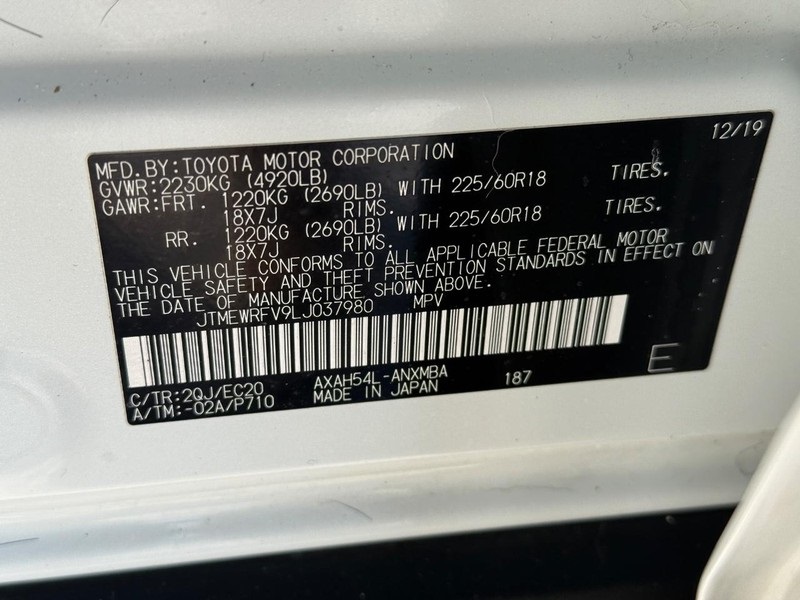 12/19
MFD.BY:TOYOTA MOTOR CORPORATION
GVWR:2230KG (4920LB)
GAWR:FRT. 1220KG (2690LB) WITH 225/60R18 TIRES.
18X7J RIMS.
RR. 1220KG (2690LB) WITH 225/60R18 TIRES.
18X7J RIMS.
THIS VEHICLE CONFORMS TO ALL APPLICABLE FEDERAL MOTOR
VEHICLE SAFETY AND THEFT PREVENTION STANDARDS IN EFFECT ON
THE DATE OF MANUFACTURE SHOWN ABOVE.
JTMEWRFV9LJ037980 MPV
C/TR:2QJ/EC20 AXAH54L-ANXMBA 187 E
A/TM:-02A/P710 MADE IN JAPAN